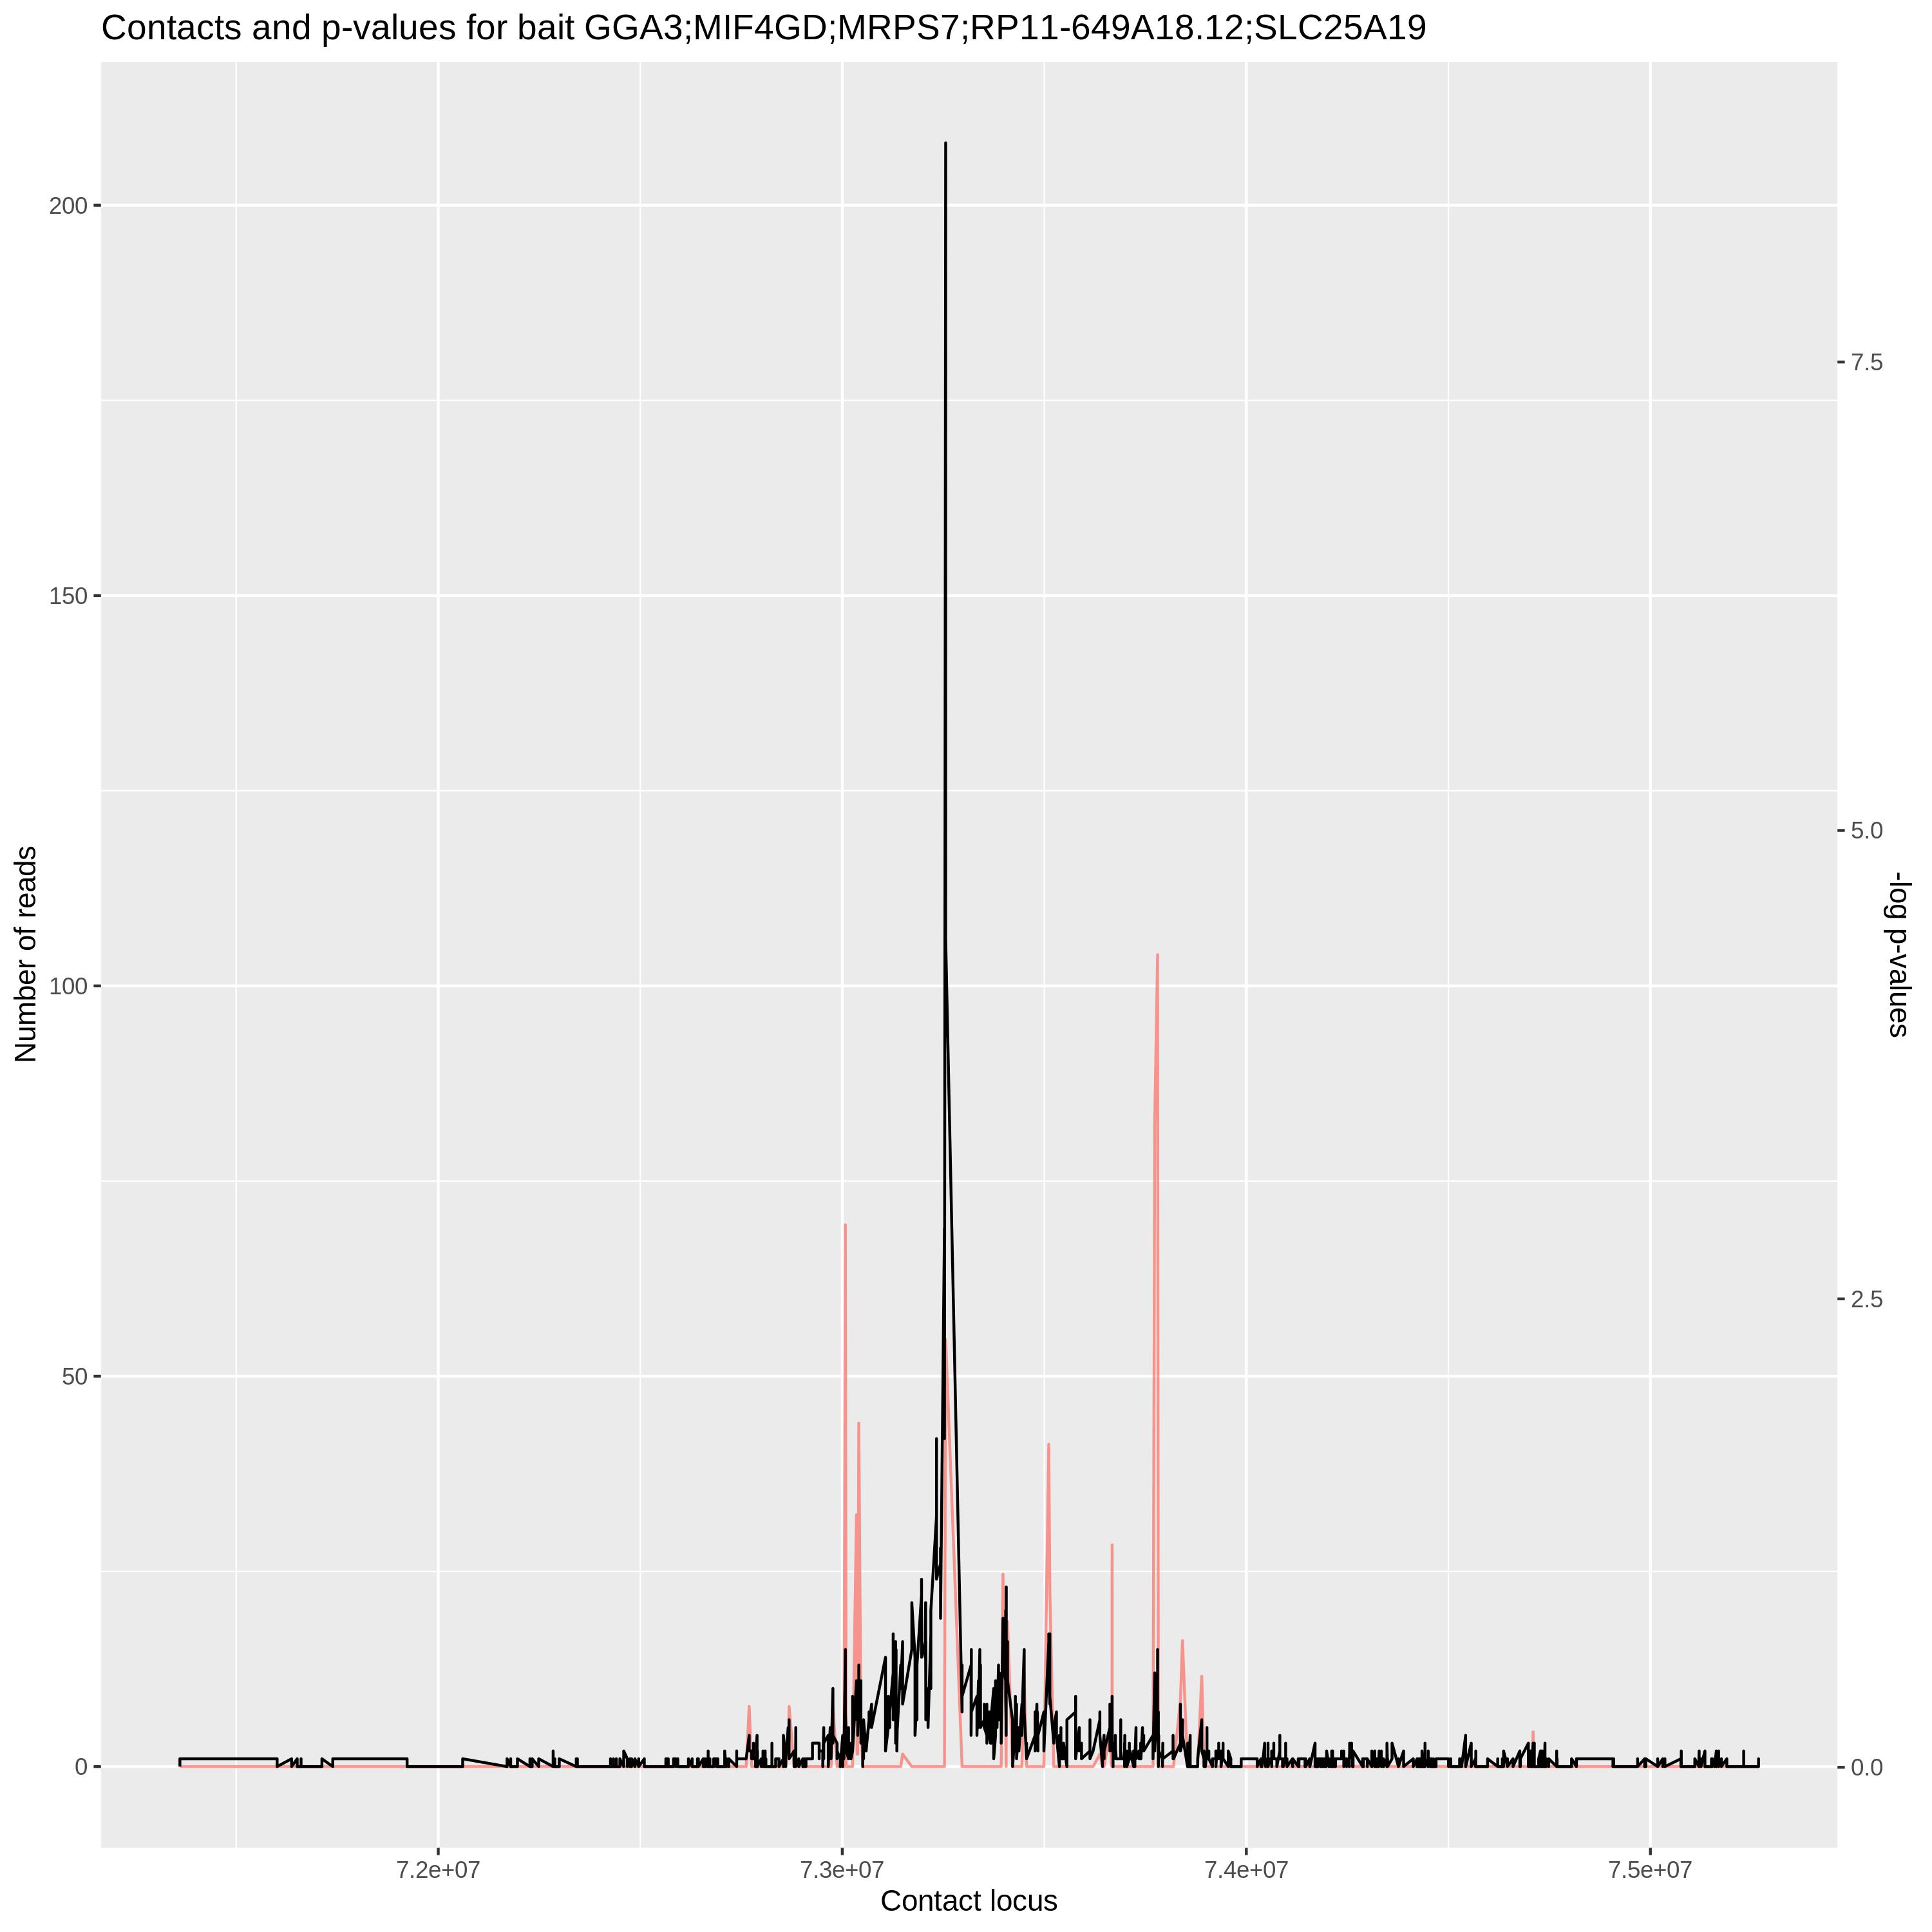 Contacts and p-values for bait GGA3;MIF4GD;MRPS7;RP11-649A18.12;SLC25A19
200
150
100
50
0
Number of reads
7.5
5.0
2.5
0.0
-log p-values
7.2e+07
7.3e+07
7.4e+07
7.5e+07
Contact locus